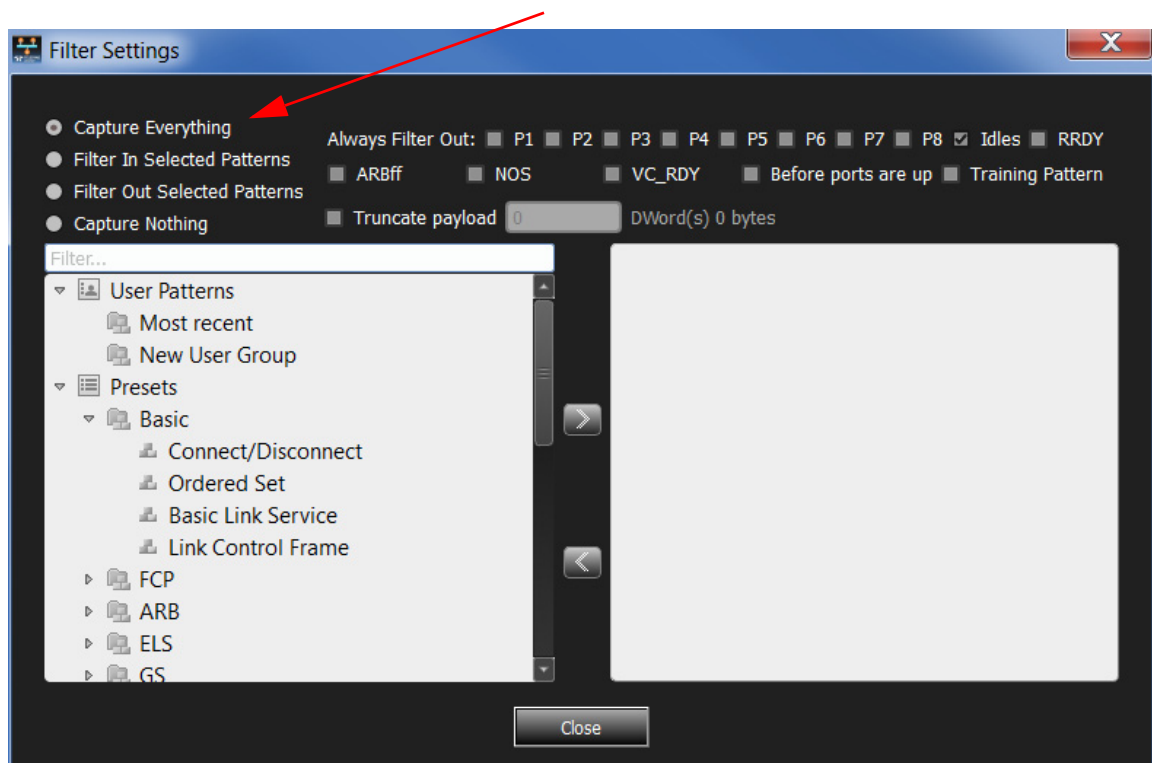 Filter Settings
X
Capture Everything
Filter In Selected Patterns
Filter Out Selected Patterns
Capture Nothing
Always Filter Out: P1 P2 P3 P4 P5 P6 P7 P8 Idles RRDY
ARBff NOS VC_RDY Before ports are up Training Pattern
Truncate payload 0 DWord(s) 0 bytes
Filter...
User Patterns
Most recent
New User Group
Presets
Basic
Connect/Disconnect
Ordered Set
Basic Link Service
Link Control Frame
FCP
ARB
ELS
GS
Close